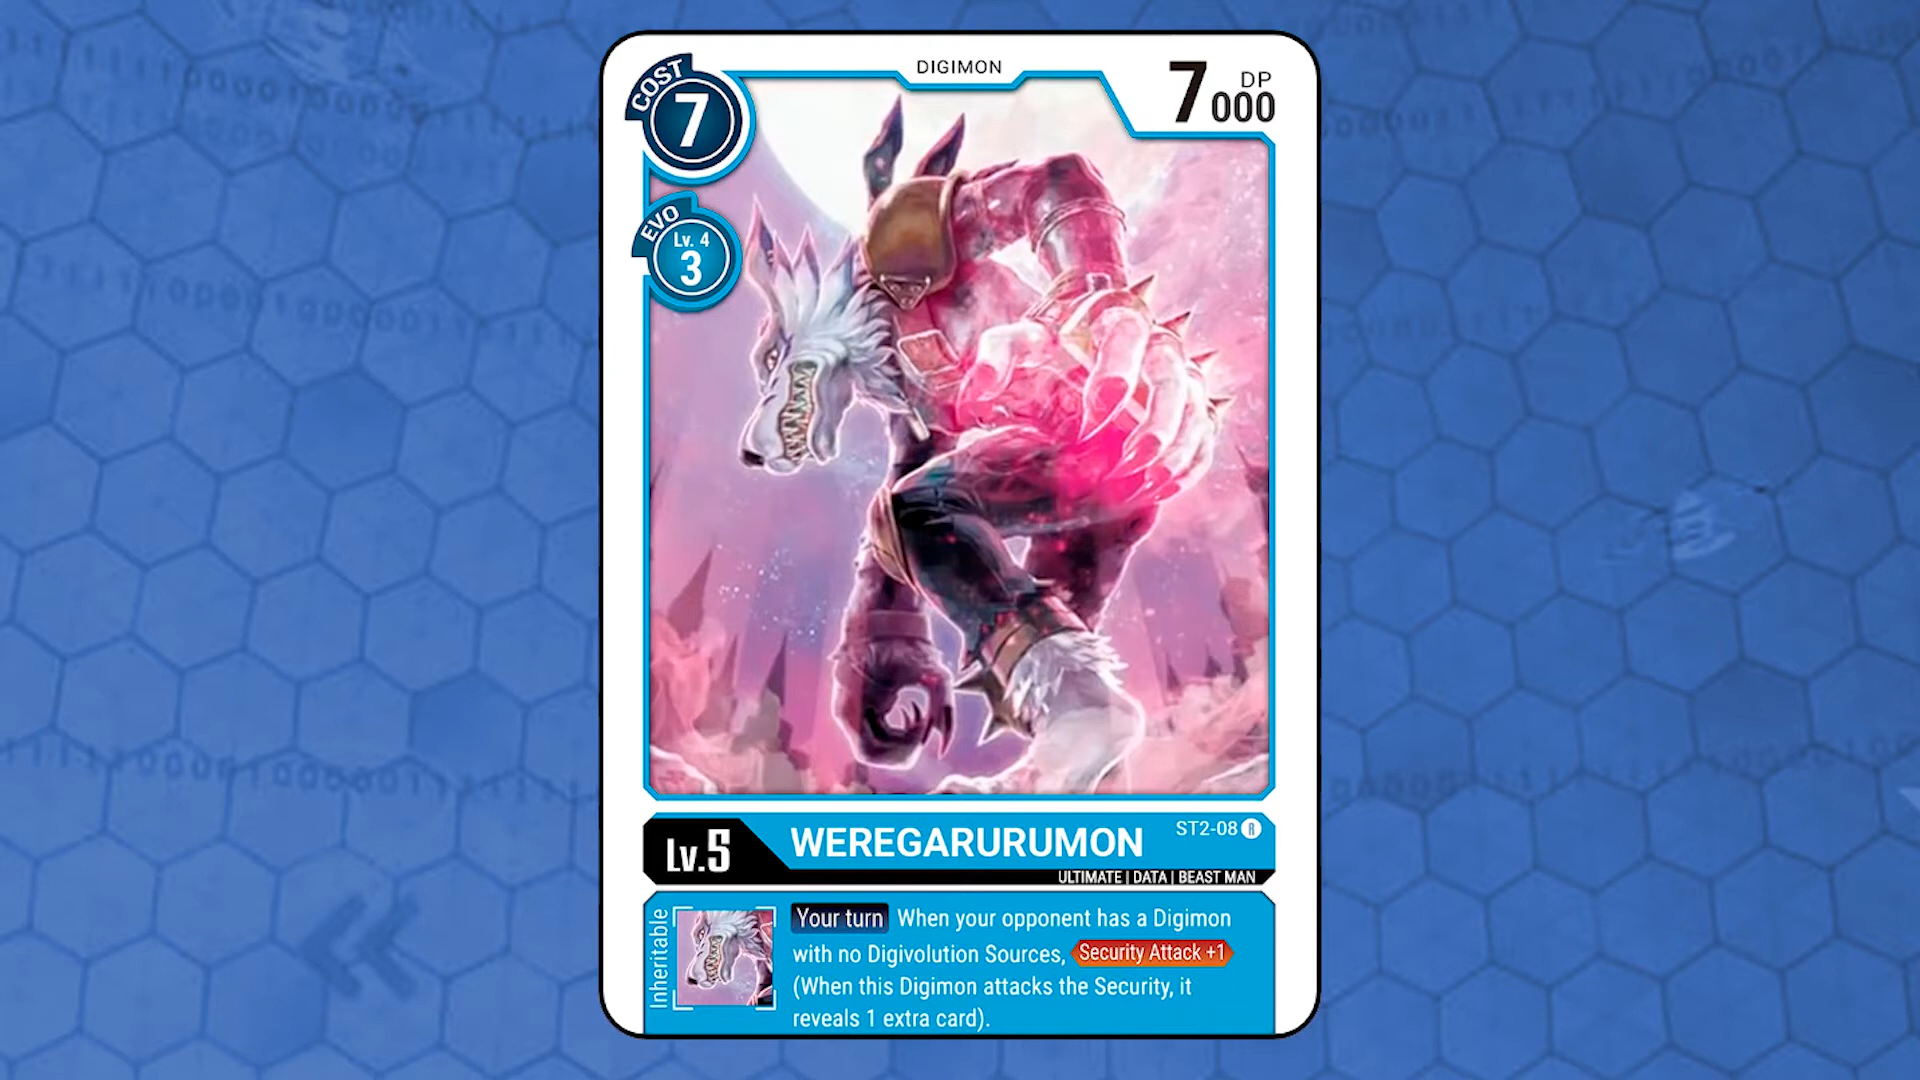 COST
7
DIGIMON
7000 DP
EVO
Lv. 4
3
Lv.5
WEREGARURUMON
ST2-08 R
ULTIMATE | DATA | BEAST MAN
Inheritable
Your turn When your opponent has a Digimon
with no Digivolution Sources, Security Attack +1
(When this Digimon attacks the Security, it
reveals 1 extra card).